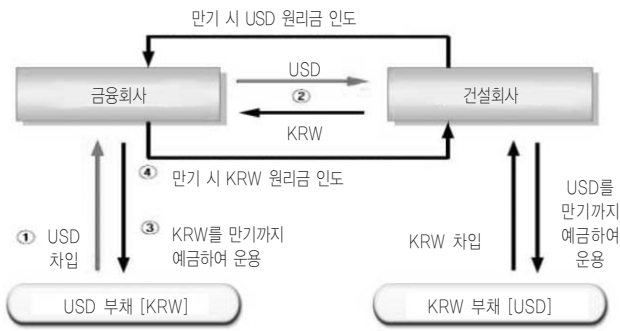 만기 시 USD 원리금 인도
금융회사
USD
②
KRW
건설회사
④ 만기 시 KRW 원리금 인도
① USD
차입
③ KRW를 만기까지
예금하여 운용
KRW 차입
USD를
만기까지
예금하여
운용
USD 부채 [KRW]
KRW 부채 [USD]